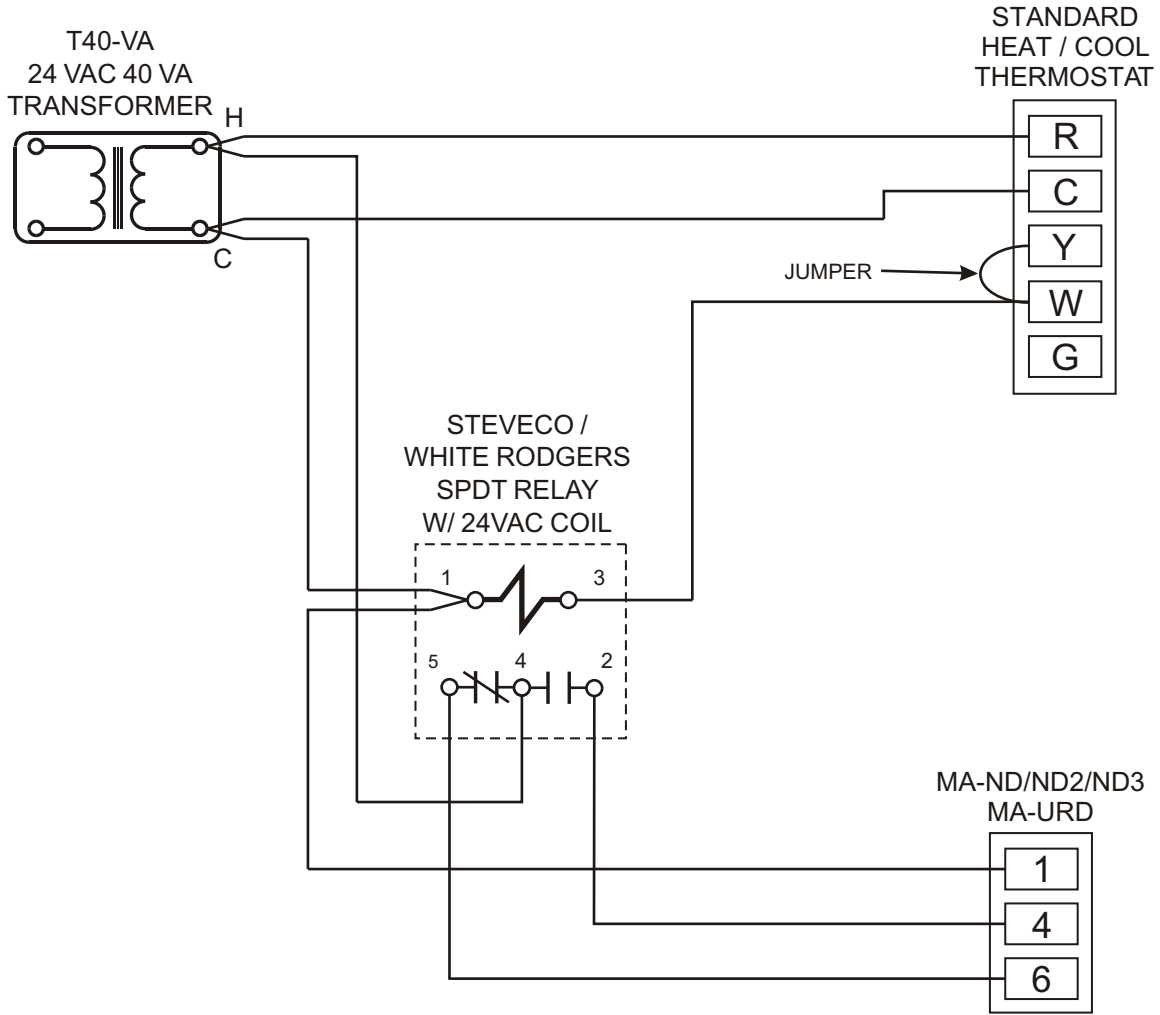 T40-VA
24 VAC 40 VA
TRANSFORMER
H
C
STANDARD
HEAT / COOL
THERMOSTAT
R
C
Y
W
G
JUMPER
STEVECO /
WHITE RODGERS
SPDT RELAY
W/ 24VAC COIL
1
3
5
4
2
MA-ND/ND2/ND3
MA-URD
1
4
6